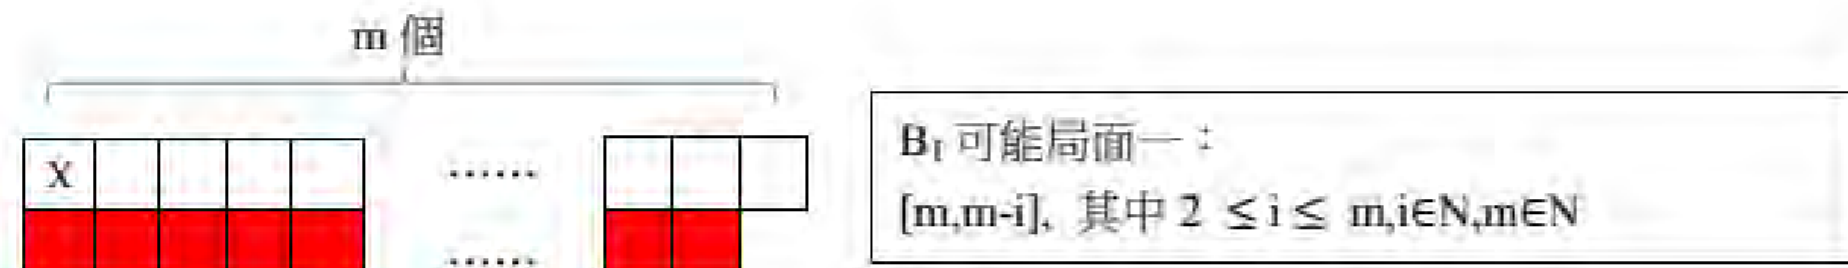 m 個
X
......
......
B₁ 可能局面一：
[m,m-i], 其中 2 ≤ i ≤ m,i∈N,m∈N